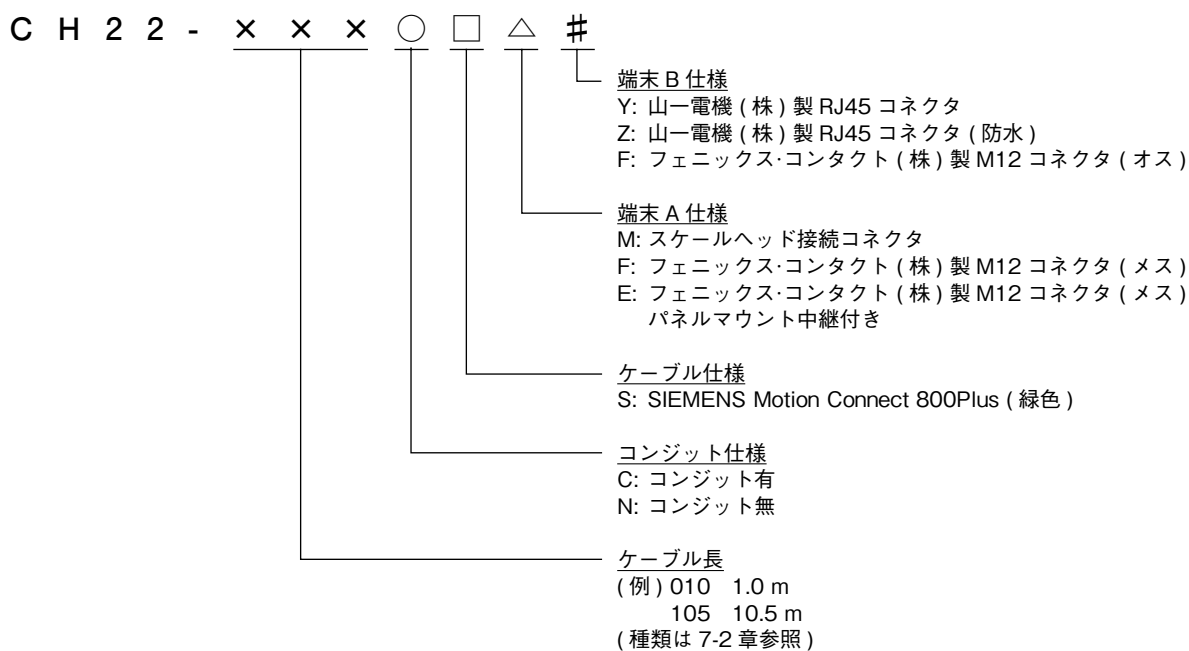 CH22-×××○□△#
端末 B 仕様
Y: 山一電機 ( 株 ) 製 RJ45 コネクタ
Z: 山一電機 ( 株 ) 製 RJ45 コネクタ ( 防水 )
F: フェニックス·コンタクト ( 株 ) 製 M12 コネクタ ( オス )
端末 A 仕様
M: スケールヘッド接続コネクタ
F: フェニックス·コンタクト ( 株 ) 製 M12 コネクタ ( メス )
E: フェニックス·コンタクト ( 株 ) 製 M12 コネクタ ( メス )
パネルマウント中継付き
ケーブル仕様
S: SIEMENS Motion Connect 800Plus ( 緑色 )
コンジット仕様
C: コンジット有
N: コンジット無
ケーブル長
( 例 ) 010 1.0 m
105 10.5 m
( 種類は 7-2 章参照 )